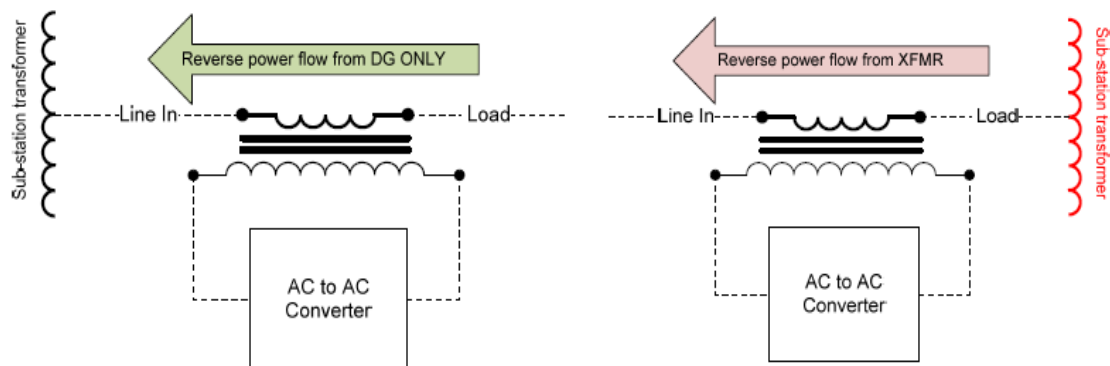 Sub-station transformer
Reverse power flow from DG ONLY
Line In
Load
AC to AC
Converter
Reverse power flow from XFMR
Line In
Load
Sub-station transformer
AC to AC
Converter